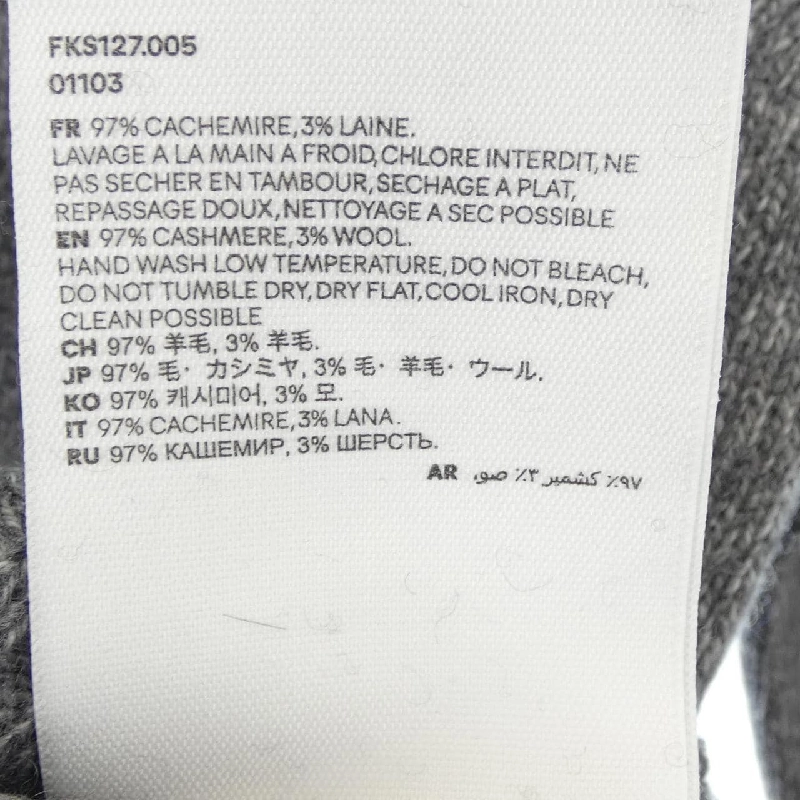 FKS127.005
01103
FR 97% CACHEMIRE, 3% LAINE.
LAVAGE A LA MAIN A FROID, CHLORE INTERDIT, NE
PAS SECHER EN TAMBOUR, SECHAGE A PLAT,
REPASSAGE DOUX, NETTOYAGE A SEC POSSIBLE
EN 97% CASHMERE, 3% WOOL.
HAND WASH LOW TEMPERATURE, DO NOT BLEACH,
DO NOT TUMBLE DRY, DRY FLAT, COOL IRON, DRY
CLEAN POSSIBLE
CH 97% 羊毛, 3% 羊毛.
JP 97% 毛・ カシミヤ, 3% 毛・ 羊毛・ ウール.
KO 97% 캐시미어, 3% 모.
IT 97% CACHEMIRE, 3% LANA.
RU 97% КАШЕМИР, 3% ШЕРСТЬ.
AR ٩٧٪ كشمير ٣٪ صو،